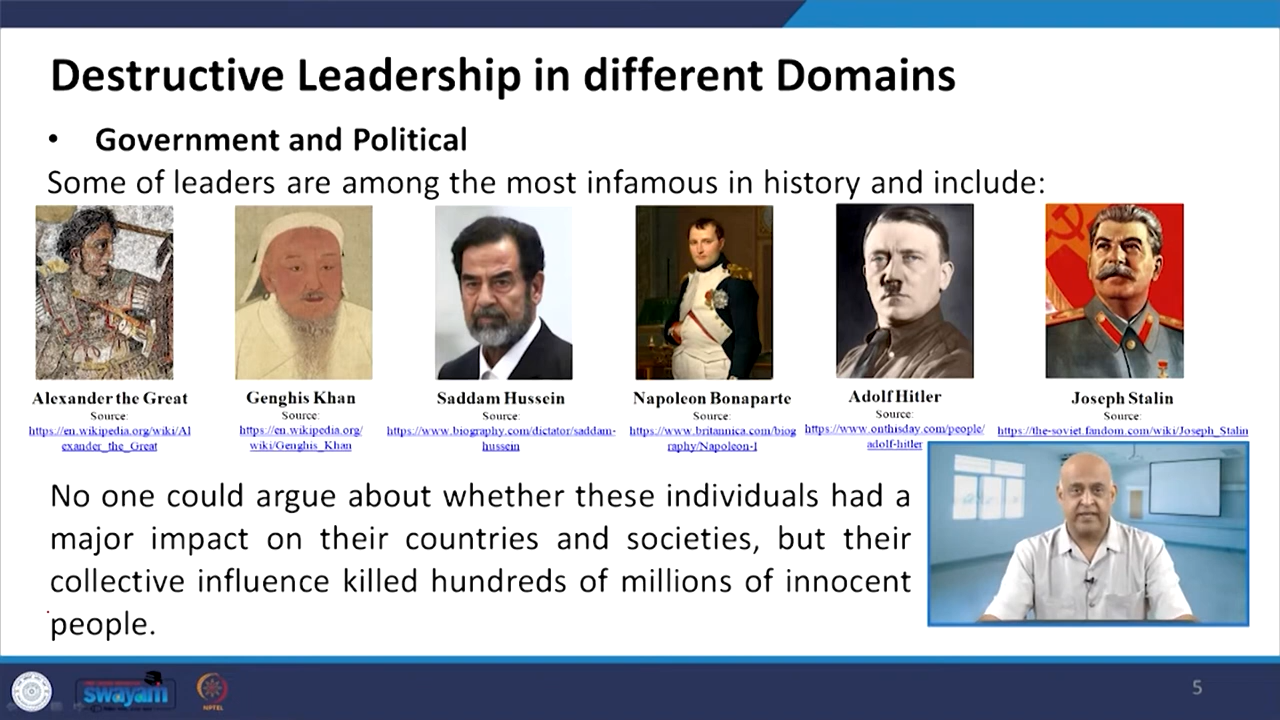 Destructive Leadership in different Domains
• Government and Political
Some of leaders are among the most infamous in history and include:
Alexander the Great
Source:
https://en.wikipedia.org/wiki/Al
exander_the_Great
Genghis Khan
Source:
https://en.wikipedia.org/
wiki/Genghis_Khan
Saddam Hussein
Source:
https://www.biography.com/dictator/saddam-
hussein
Napoleon Bonaparte
Source:
https://www.britannica.com/biog
raphy/Napoleon-I
Adolf Hitler
Source:
https://www.onthisday.com/people/
adolf-hitler
Joseph Stalin
Source:
https://the-soviet.fandom.com/wiki/Joseph_Stalin
No one could argue about whether these individuals had a
major impact on their countries and societies, but their
collective influence killed hundreds of millions of innocent
people.
swayam
NPTEL
5